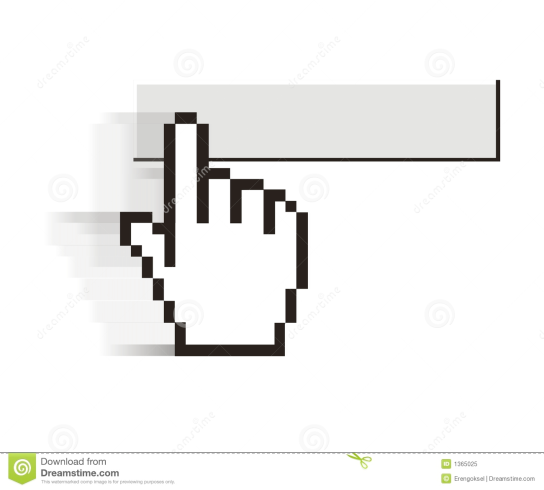 Download from
Dreamstime.com
This watermarked comp image is for previewing purposes only.
1365025
Erengoksel | Dreamstime.com